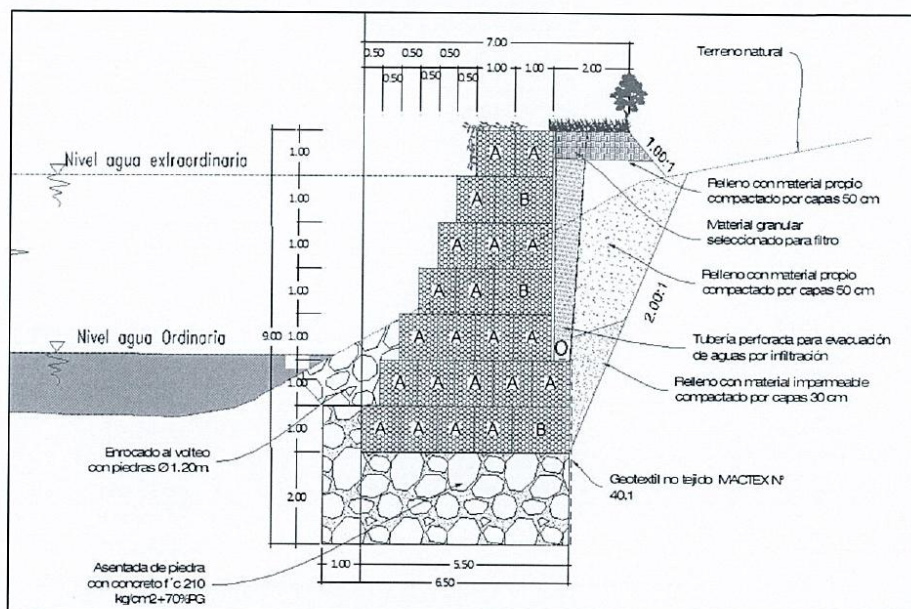 7.00
0.50 0.50 0.50
1.00 1.00 2.00
0.50 0.50 0.50
Terreno natural
1.00:1
Nivel agua exlraordinaria
1.00
A A
Relleno con material propio
compactado por capas 50 cm
A B
Material granular
seleccionado para filtro
1.00
A A A
Relleno con material propio
compactado por capas 50 cm
1.00
A A B
2.00:1
Nivel agua Ordinaria
9.00
1.00
A A A A
Tubería perforada para evacuación
de aguas por infiltración
1.00
A A A A A
Relleno con material impermeable
compactado por capas 30 cm
1.00
A A A A B
Enrocado al volteo
con piedras Ø 1.20m.
2.00
Geotextil no tejido MACTEX N°
40.1
Asentada de piedra
con concreto f´c 210
kg/cm2+70%PG
1.00 5.50
6.50